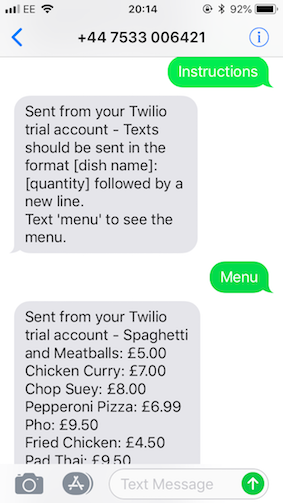 EE 20:14 92%
+44 7533 006421
Instructions
Sent from your Twilio
trial account - Texts
should be sent in the
format [dish name]:
[quantity] followed by a
new line.
Text 'menu' to see the
menu.
Menu
Sent from your Twilio
trial account - Spaghetti
and Meatballs: £5.00
Chicken Curry: £7.00
Chop Suey: £8.00
Pepperoni Pizza: £6.99
Pho: £9.50
Fried Chicken: £4.50
Pad Thai: £9.50
Text Message